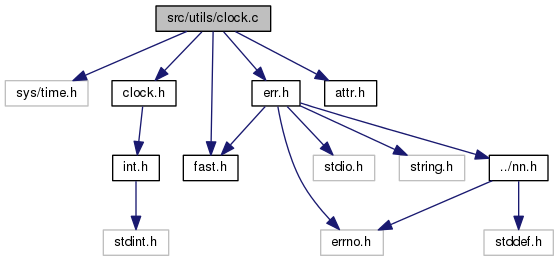 src/utils/clock.c
sys/time.h
clock.h
err.h
attr.h
int.h
fast.h
stdio.h
string.h
../nn.h
stdint.h
errno.h
stddef.h